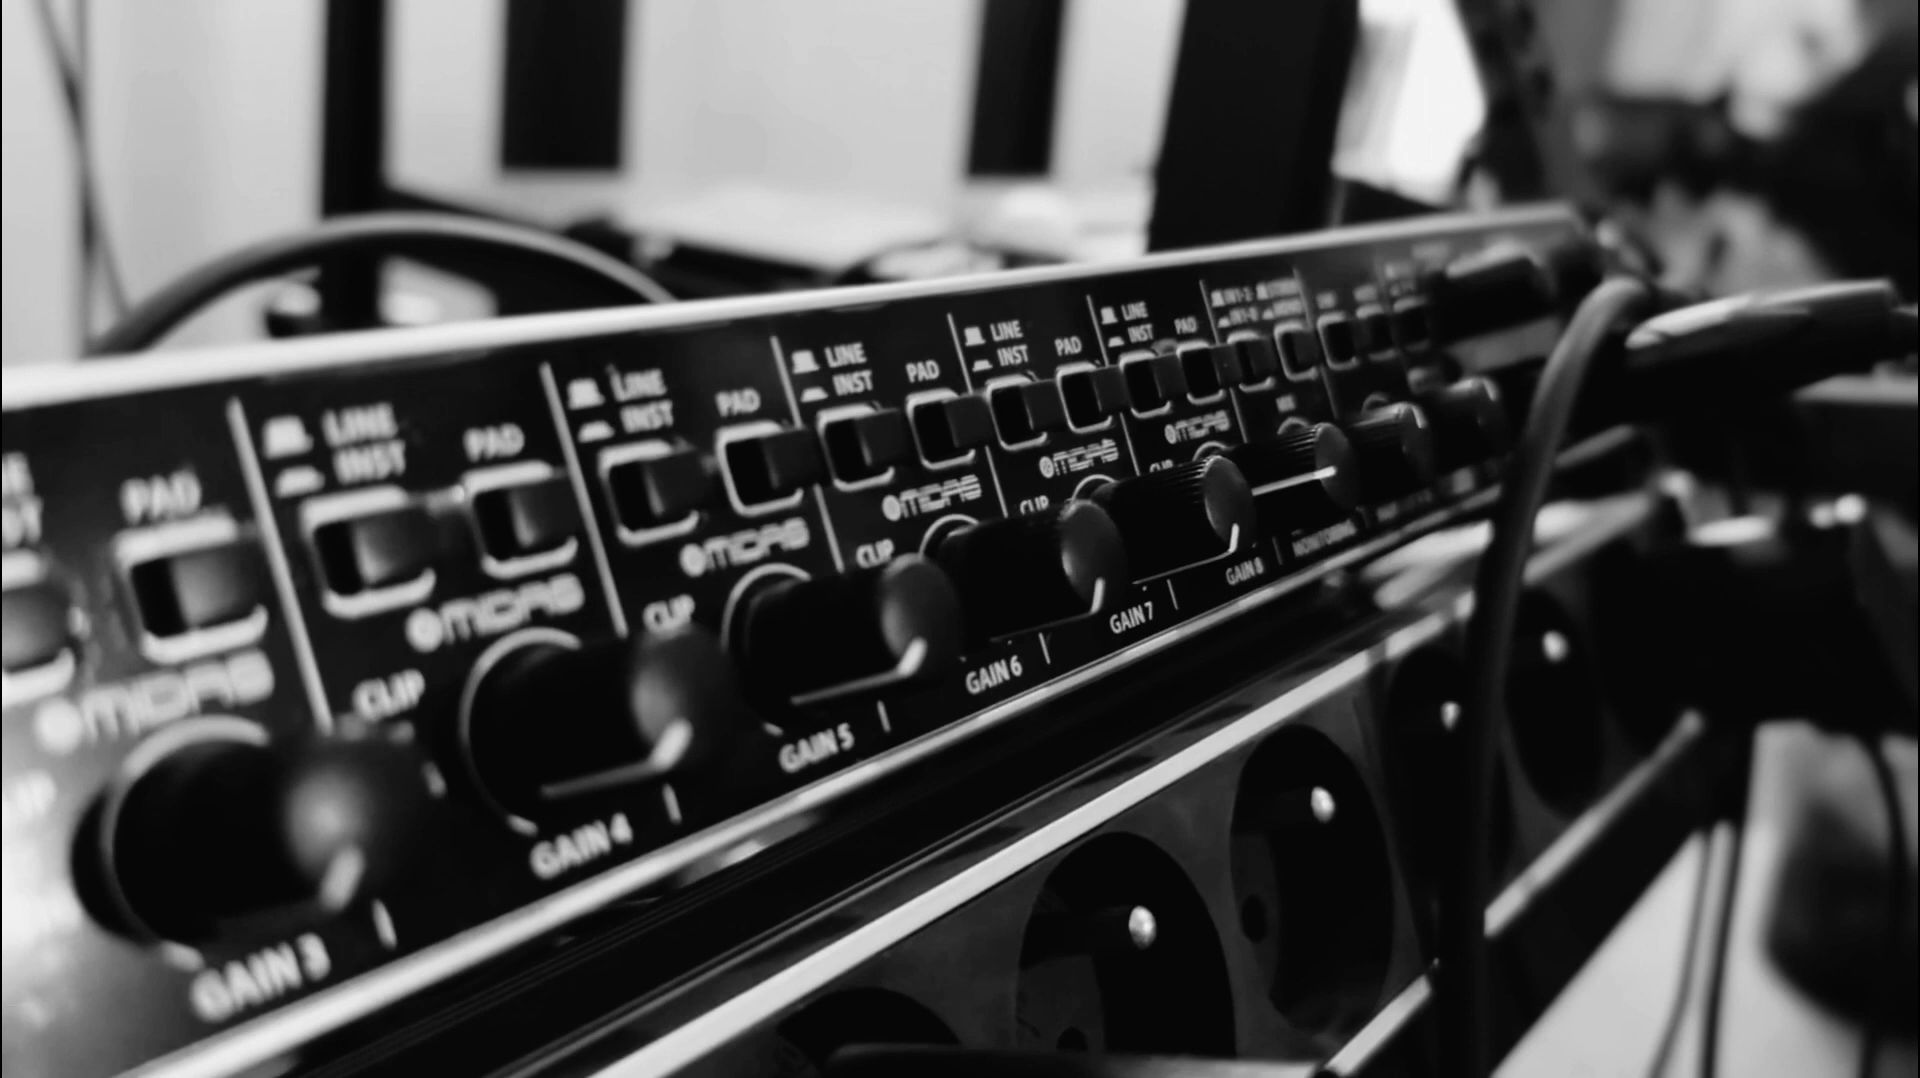 PAD
MIDAS
GAIN 3
LINE
INST
PAD
MIDAS
CLIP
GAIN 4
LINE
INST
PAD
MIDAS
CLIP
GAIN 5
LINE
INST
PAD
MIDAS
CLIP
GAIN 6
LINE
INST
PAD
MIDAS
CLIP
GAIN 7
LINE
INST
PAD
MIDAS
CLIP
GAIN 8
MONITORING